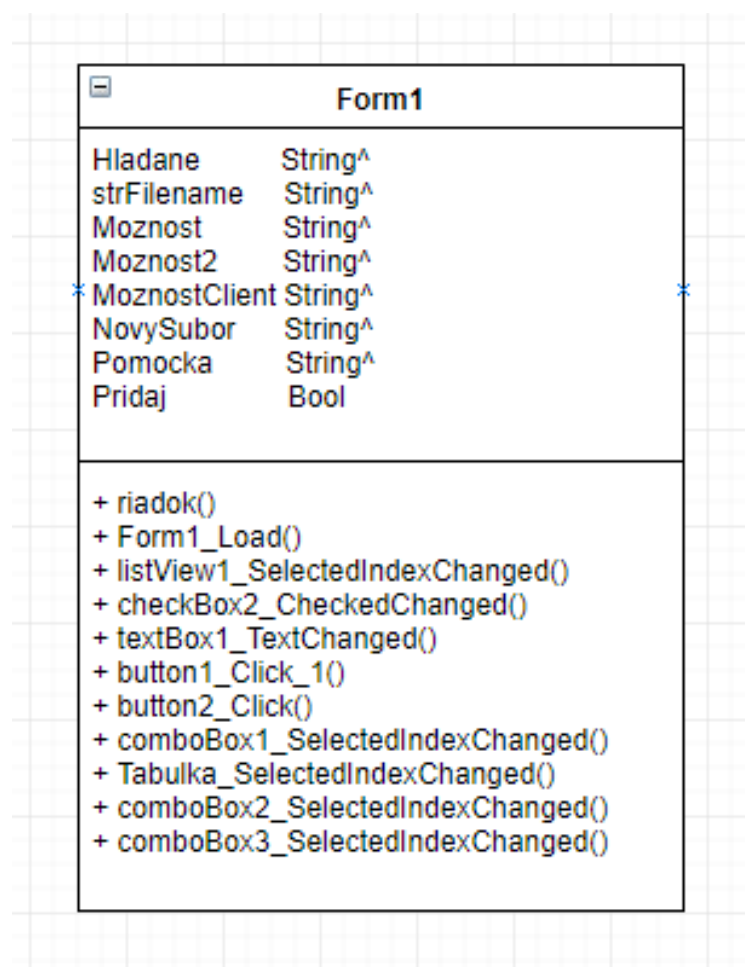 Form1
Hladane String^
strFilename String^
Moznost String^
Moznost2 String^
MoznostClient String^
NovySubor String^
Pomocka String^
Pridaj Bool
+ riadok()
+ Form1_Load()
+ listView1_SelectedIndexChanged()
+ checkBox2_CheckedChanged()
+ textBox1_TextChanged()
+ button1_Click_1()
+ button2_Click()
+ comboBox1_SelectedIndexChanged()
+ Tabulka_SelectedIndexChanged()
+ comboBox2_SelectedIndexChanged()
+ comboBox3_SelectedIndexChanged()